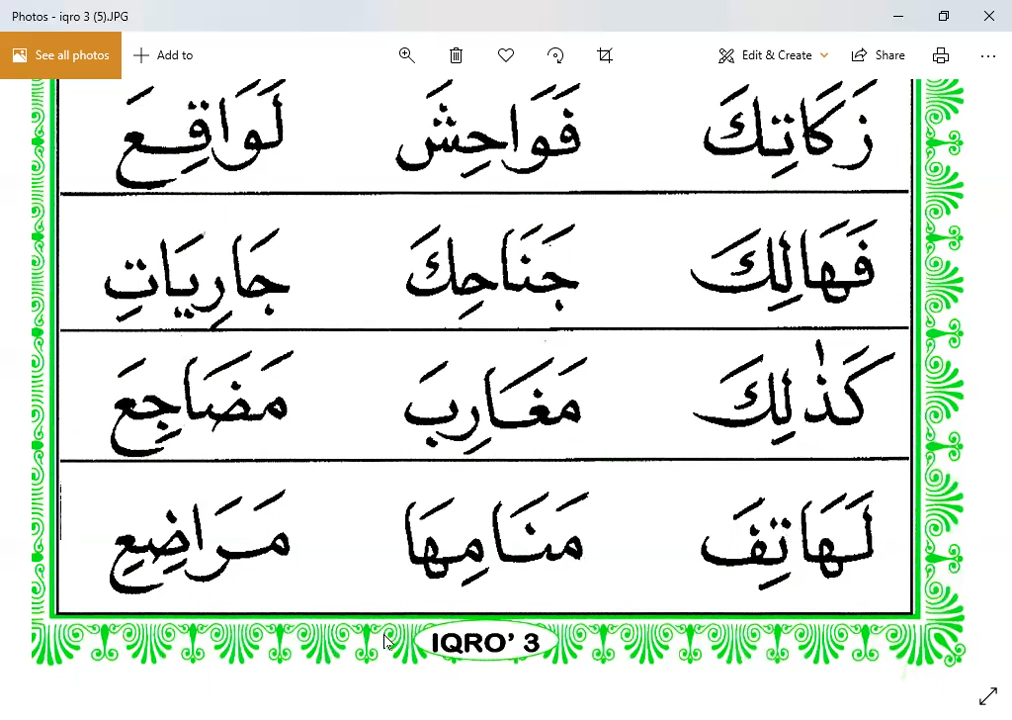 Photos - iqro 3 (5).JPG
See all photos Add to Edit & Create Share
زَكَاتِكَ فَوَاحِشَ لَوَاقِعَ
فَهَالِكَ جَنَاحِكَ جَارِيَاتِ
كَذٰلِكَ مَغَارِبَ مَضَاجِعَ
لَهَاتِفَ مَنَامِهَا مَرَاضِعِ
IQRO’ 3